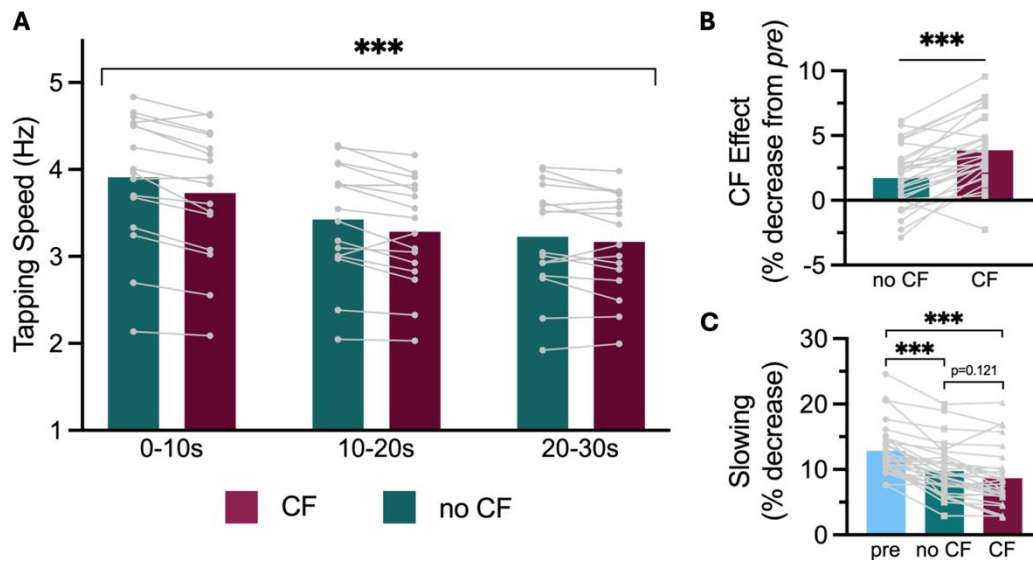 A
Tapping Speed (Hz)
5
4
3
2
1
***
0-10s
10-20s
20-30s
CF
no CF
B
CF Effect
(% decrease from pre)
10
5
0
-5
***
no CF
CF
C
Slowing
(% decrease)
30
20
10
0
***
***
p=0.121
pre
no CF
CF